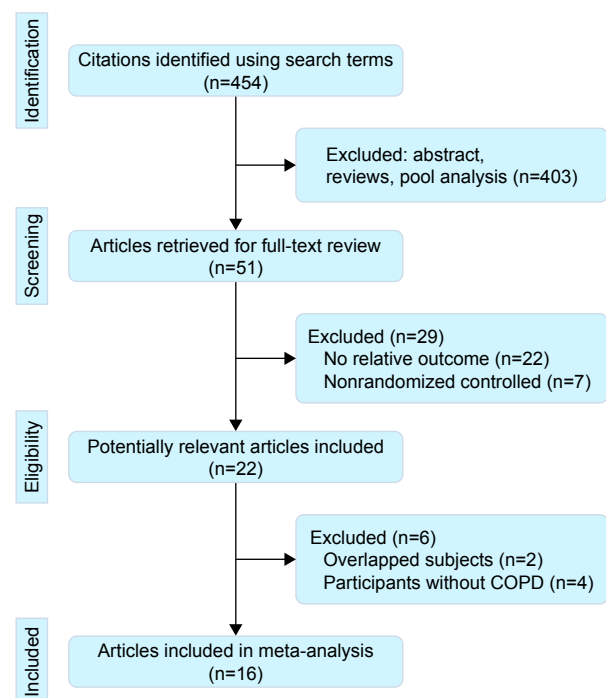 Identification
Citations identified using search terms
(n=454)
Excluded: abstract,
reviews, pool analysis (n=403)
Screening
Articles retrieved for full-text review
(n=51)
Excluded (n=29)
No relative outcome (n=22)
Nonrandomized controlled (n=7)
Eligibility
Potentially relevant articles included
(n=22)
Excluded (n=6)
Overlapped subjects (n=2)
Participants without COPD (n=4)
Included
Articles included in meta-analysis
(n=16)